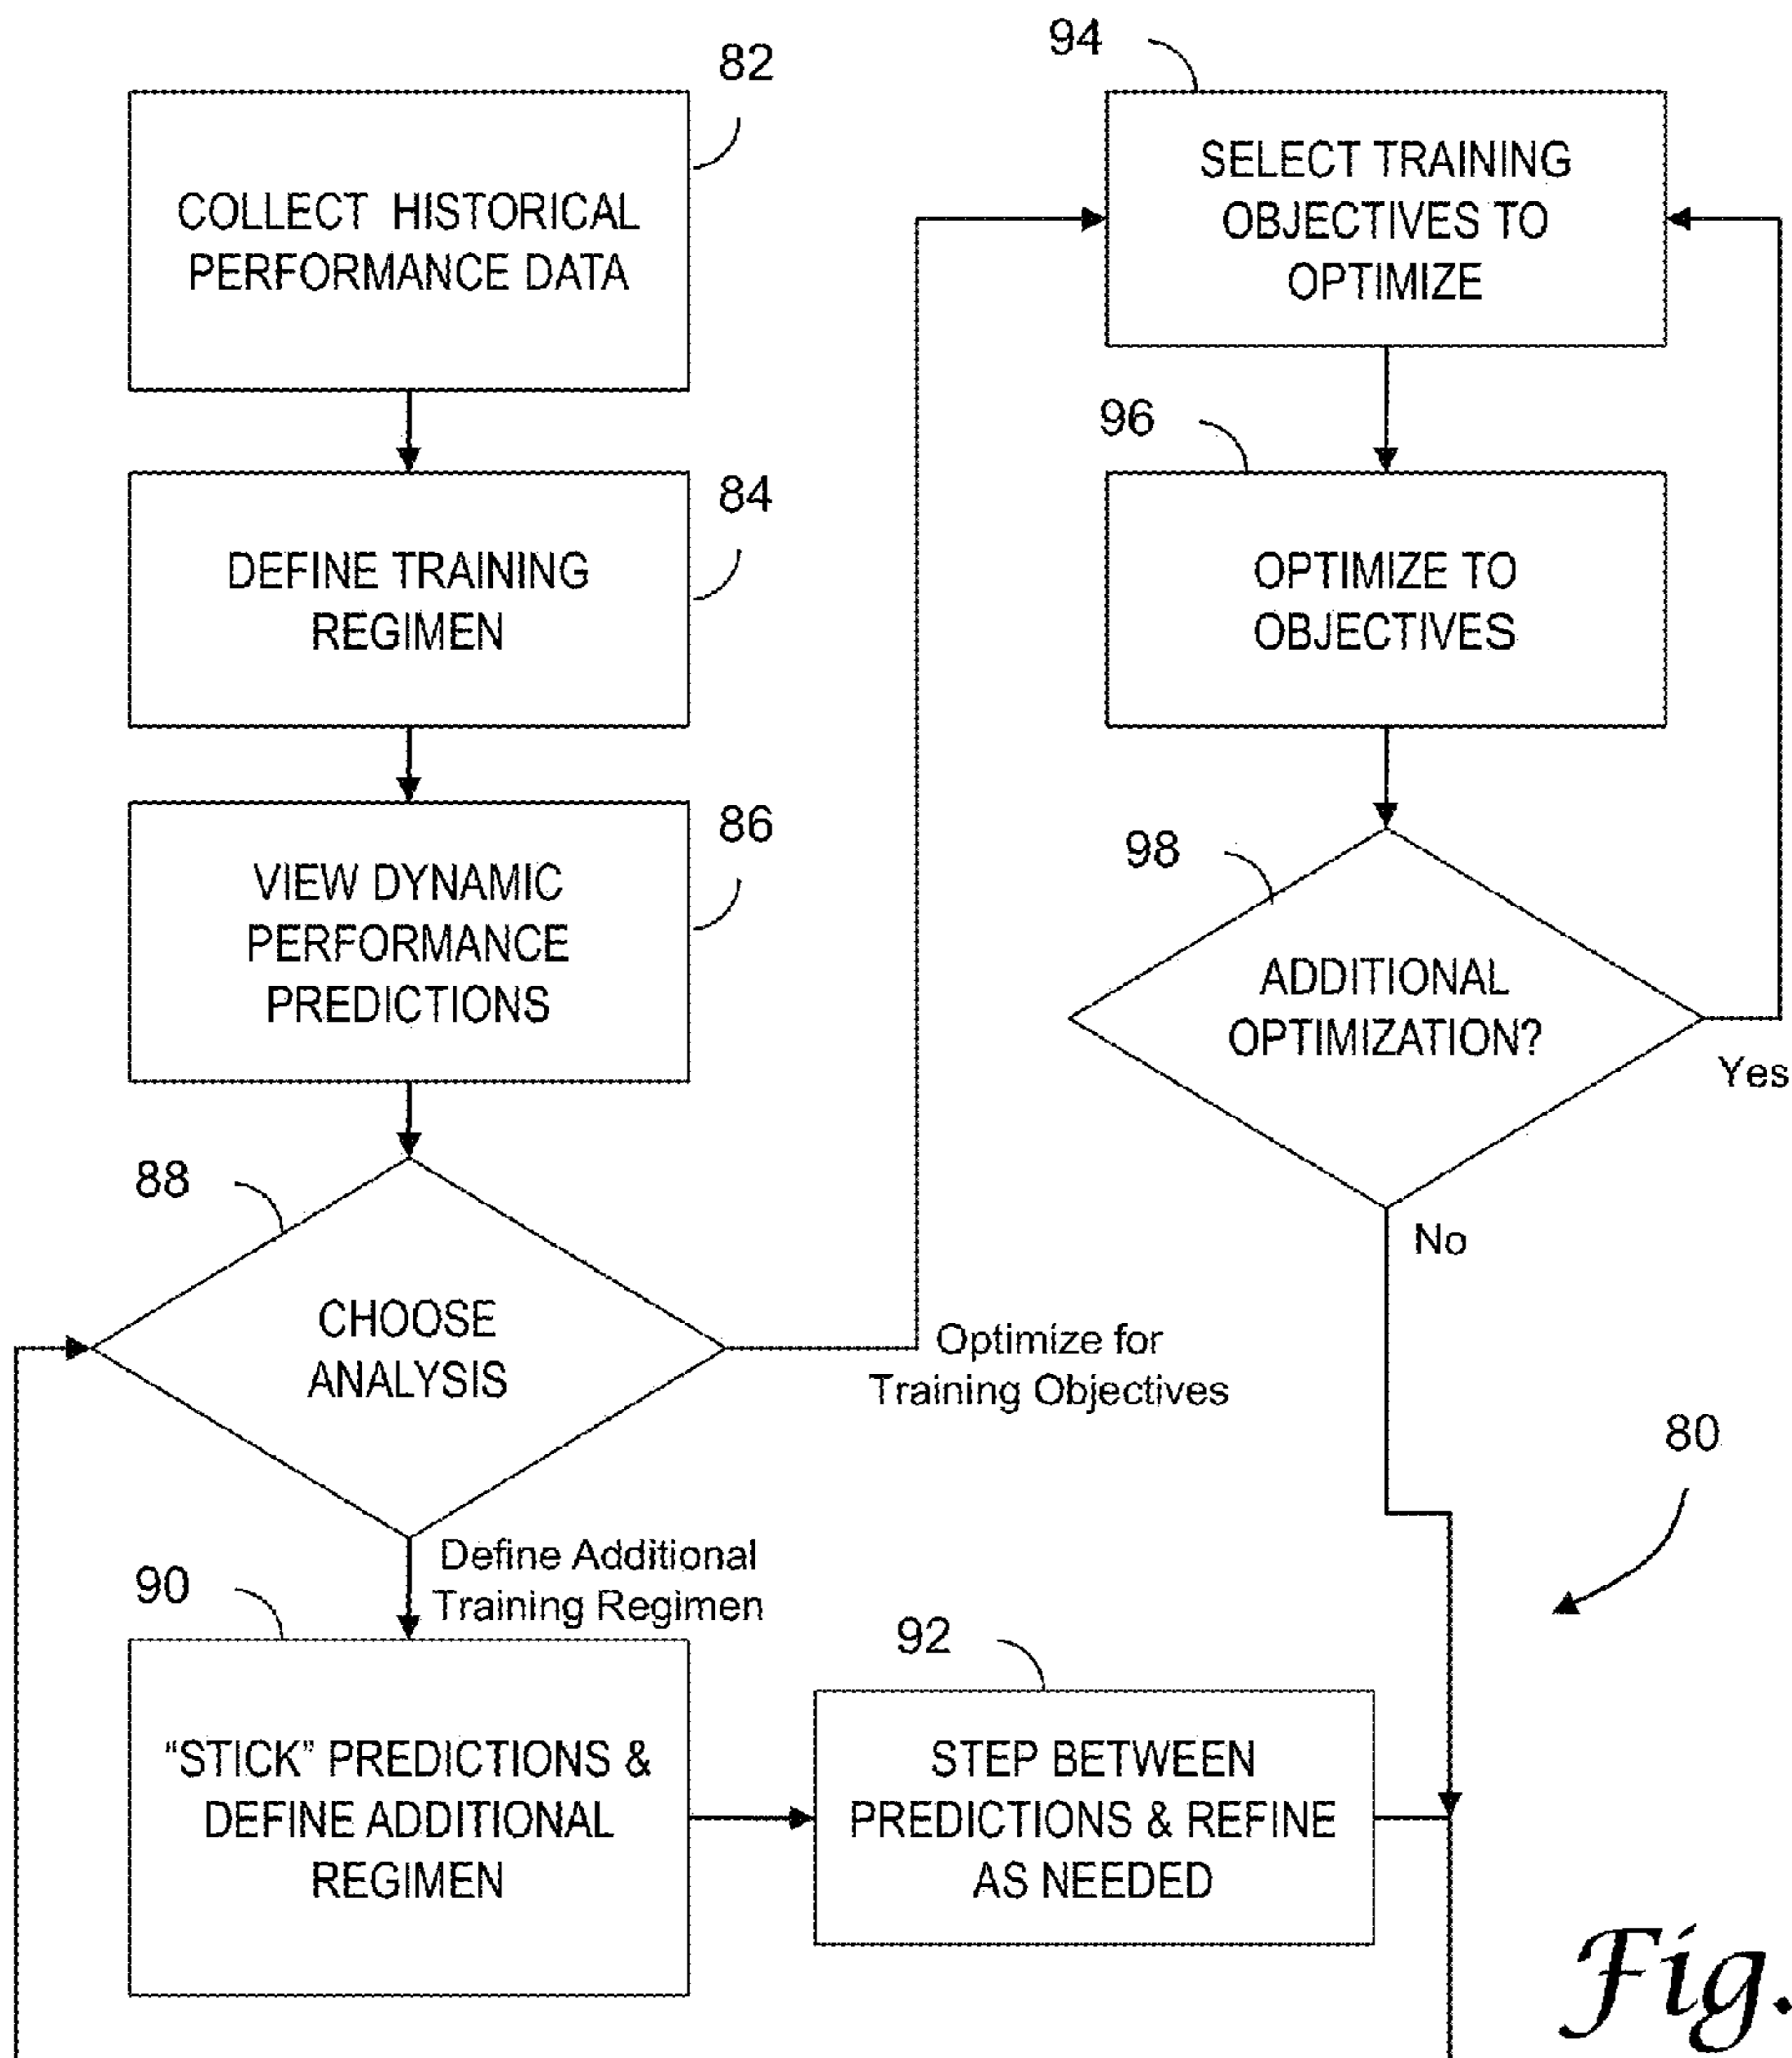 82
COLLECT HISTORICAL
PERFORMANCE DATA
84
DEFINE TRAINING
REGIMEN
86
VIEW DYNAMIC
PERFORMANCE
PREDICTIONS
88
CHOOSE
ANALYSIS
Optimize for
Training Objectives
Define Additional
Training Regimen
90
"STICK" PREDICTIONS &
DEFINE ADDITIONAL
REGIMEN
92
STEP BETWEEN
PREDICTIONS & REFINE
AS NEEDED
94
SELECT TRAINING
OBJECTIVES TO
OPTIMIZE
96
OPTIMIZE TO
OBJECTIVES
98
ADDITIONAL
OPTIMIZATION?
Yes
No
80
Fig.